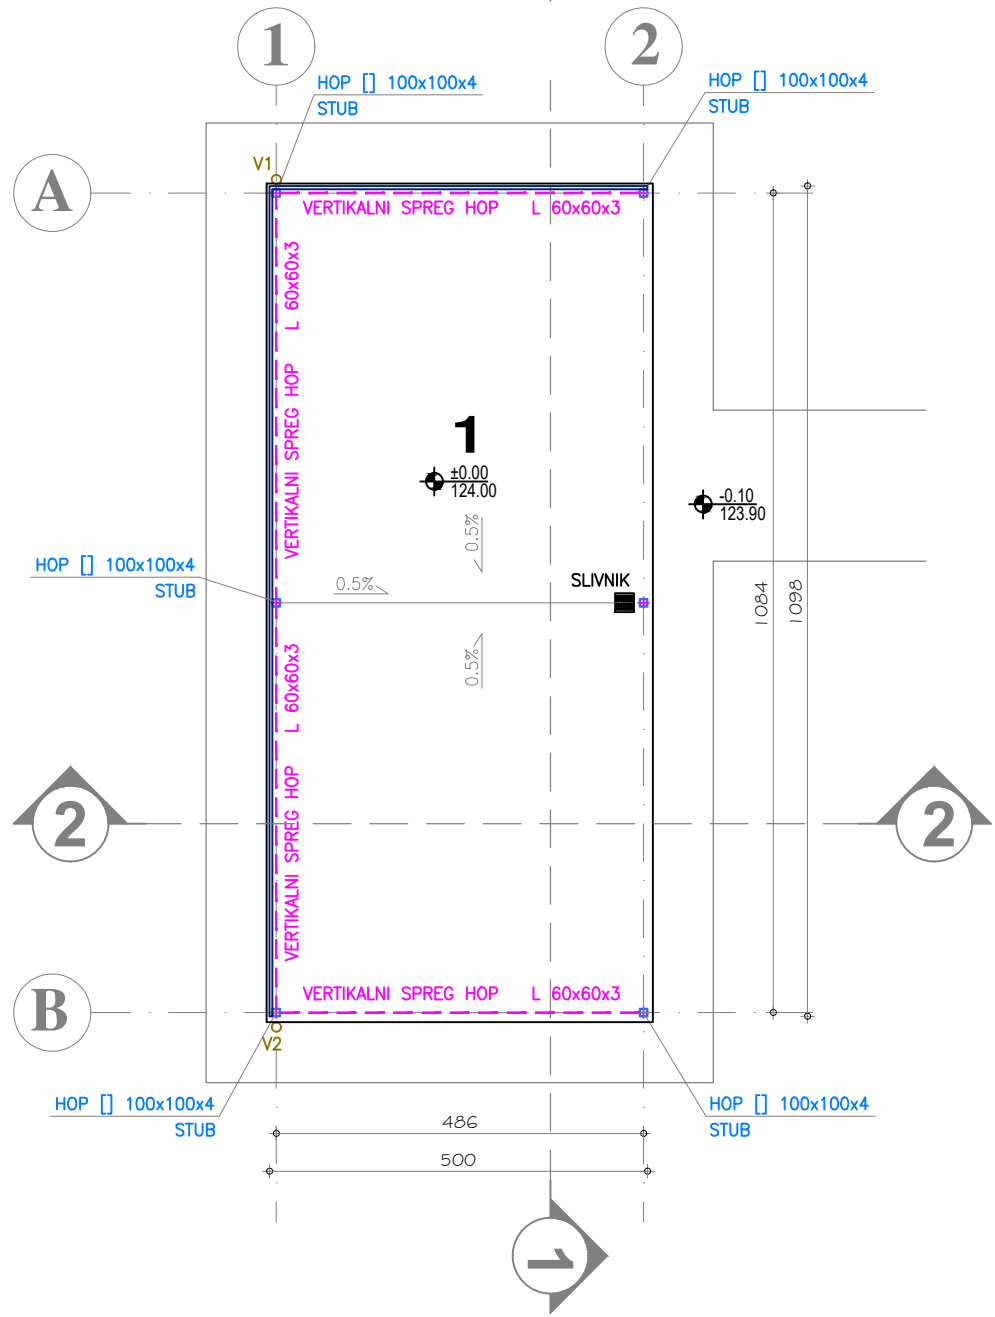 1
2
HOP [] 100x100x4
STUB
HOP [] 100x100x4
STUB
V1
A
VERTIKALNI SPREG HOP L 60x60x3
VERTIKALNI SPREG HOP L 60x60x3
1
±0.00
124.00
-0.10
123.90
0.5%
HOP [] 100x100x4
STUB
0.5%
SLIVNIK
1084
1098
0.5%
VERTIKALNI SPREG HOP L 60x60x3
2
2
VERTIKALNI SPREG HOP L 60x60x3
B
V2
HOP [] 100x100x4
STUB
HOP [] 100x100x4
STUB
486
500
1